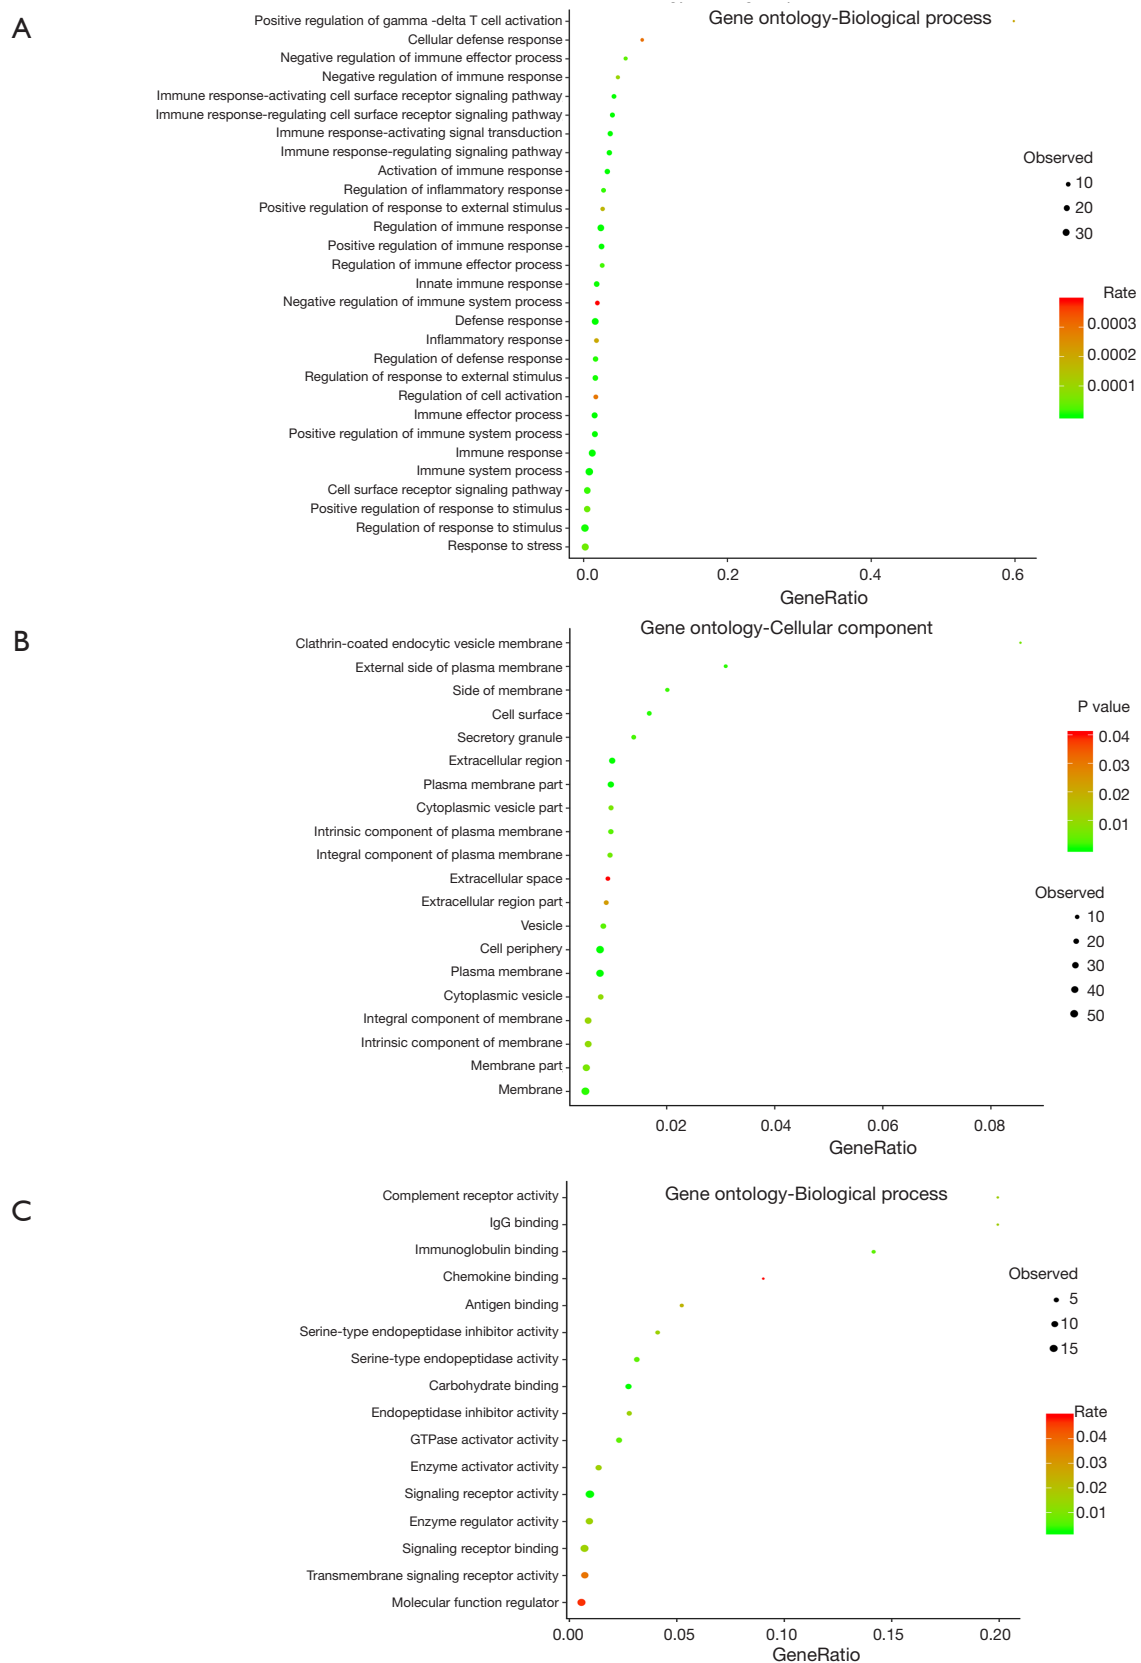 A
Gene ontology-Biological process
Positive regulation of gamma -delta T cell activation
Cellular defense response
Negative regulation of immune effector process
Negative regulation of immune response
Immune response-activating cell surface receptor signaling pathway
Immune response-regulating cell surface receptor signaling pathway
Immune response-activating signal transduction
Immune response-regulating signaling pathway
Activation of immune response
Regulation of inflammatory response
Positive regulation of response to external stimulus
Regulation of immune response
Positive regulation of immune response
Regulation of immune effector process
Innate immune response
Negative regulation of immune system process
Defense response
Inflammatory response
Regulation of defense response
Regulation of response to external stimulus
Regulation of cell activation
Immune effector process
Positive regulation of immune system process
Immune response
Immune system process
Cell surface receptor signaling pathway
Positive regulation of response to stimulus
Regulation of response to stimulus
Response to stress
0.0 0.2 0.4 0.6
GeneRatio
Observed
10
20
30
Rate
0.0003
0.0002
0.0001
B
Gene ontology-Cellular component
Clathrin-coated endocytic vesicle membrane
External side of plasma membrane
Side of membrane
Cell surface
Secretory granule
Extracellular region
Plasma membrane part
Cytoplasmic vesicle part
Intrinsic component of plasma membrane
Integral component of plasma membrane
Extracellular space
Extracellular region part
Vesicle
Cell periphery
Plasma membrane
Cytoplasmic vesicle
Integral component of membrane
Intrinsic component of membrane
Membrane part
Membrane
0.02 0.04 0.06 0.08
GeneRatio
P value
0.04
0.03
0.02
0.01
Observed
10
20
30
40
50
C
Gene ontology-Biological process
Complement receptor activity
IgG binding
Immunoglobulin binding
Chemokine binding
Antigen binding
Serine-type endopeptidase inhibitor activity
Serine-type endopeptidase activity
Carbohydrate binding
Endopeptidase inhibitor activity
GTPase activator activity
Enzyme activator activity
Signaling receptor activity
Enzyme regulator activity
Signaling receptor binding
Transmembrane signaling receptor activity
Molecular function regulator
0.00 0.05 0.10 0.15 0.20
GeneRatio
Observed
5
10
15
Rate
0.04
0.03
0.02
0.01